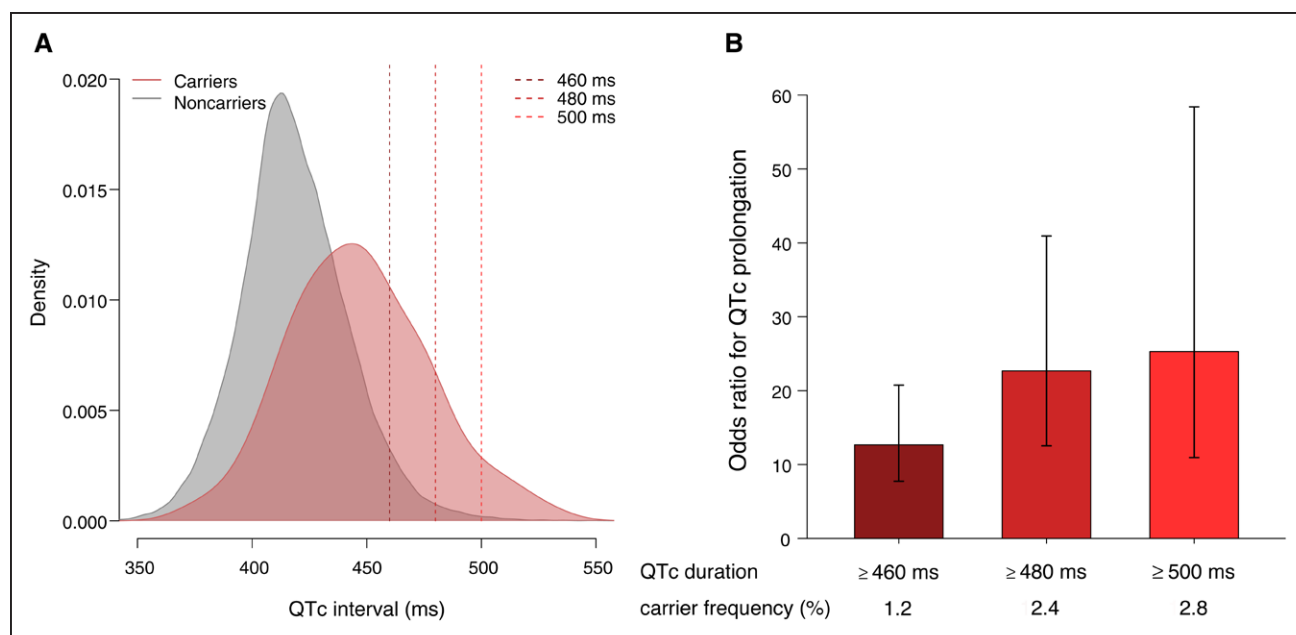 A
0.020
0.015
0.010
0.005
0.000
Density
Carriers
Noncarriers
460 ms
480 ms
500 ms
350 400 450 500 550
QTc interval (ms)
B
60
50
40
30
20
10
0
Odds ratio for QTc prolongation
QTc duration ≥ 460 ms ≥ 480 ms ≥ 500 ms
carrier frequency (%) 1.2 2.4 2.8